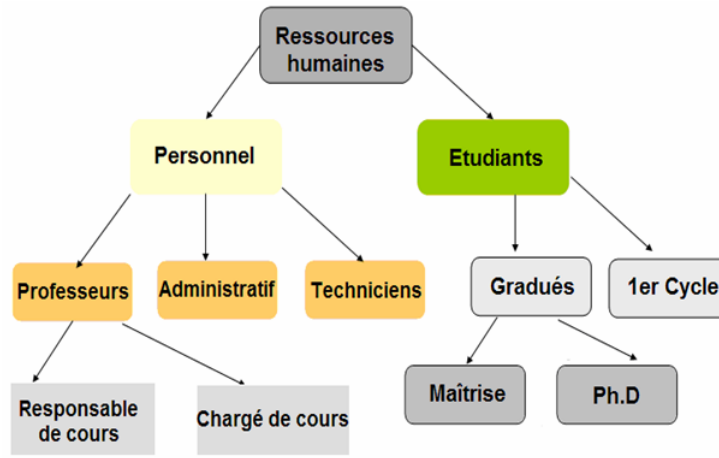 Ressources
humaines
Personnel
Etudiants
Professeurs
Administratif
Techniciens
Gradués
1er Cycle
Responsable
de cours
Chargé de cours
Maîtrise
Ph.D